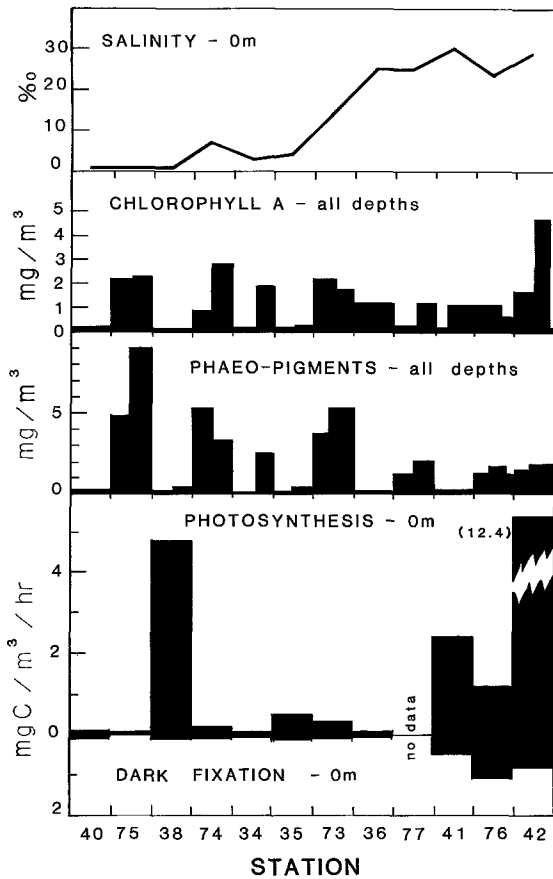 SALINITY - 0m
30
20
10
0
‰
CHLOROPHYLL A - all depths
5
4
3
2
1
0
mg/m³
PHAEO-PIGMENTS - all depths
5
0
mg/m³
PHOTOSYNTHESIS - 0m
(12.4)
4
2
0
2
mgC/m³/hr
no data
DARK FIXATION - 0m
40 75 38 74 34 35 73 36 77 41 76 42
STATION